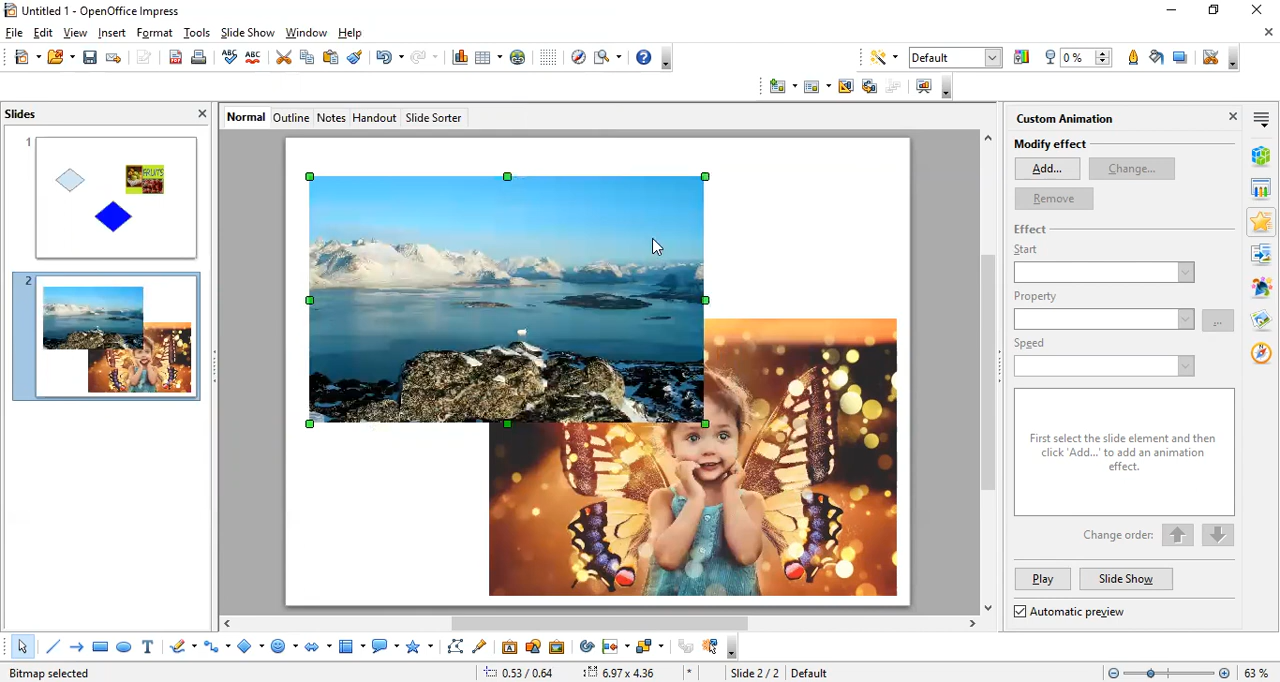 Untitled 1 - OpenOffice Impress
File Edit View Insert Format Tools Slide Show Window Help
Default
0 %
Slides
Normal Outline Notes Handout Slide Sorter
1
FRUITS
2
Custom Animation
Modify effect
Add... Change...
Remove
Effect
Start
Property
...
Speed
First select the slide element and then
click 'Add...' to add an animation
effect.
Change order:
Play Slide Show
Automatic preview
Bitmap selected 0.53 / 0.64 6.97 x 4.36 * Slide 2 / 2 Default 63 %